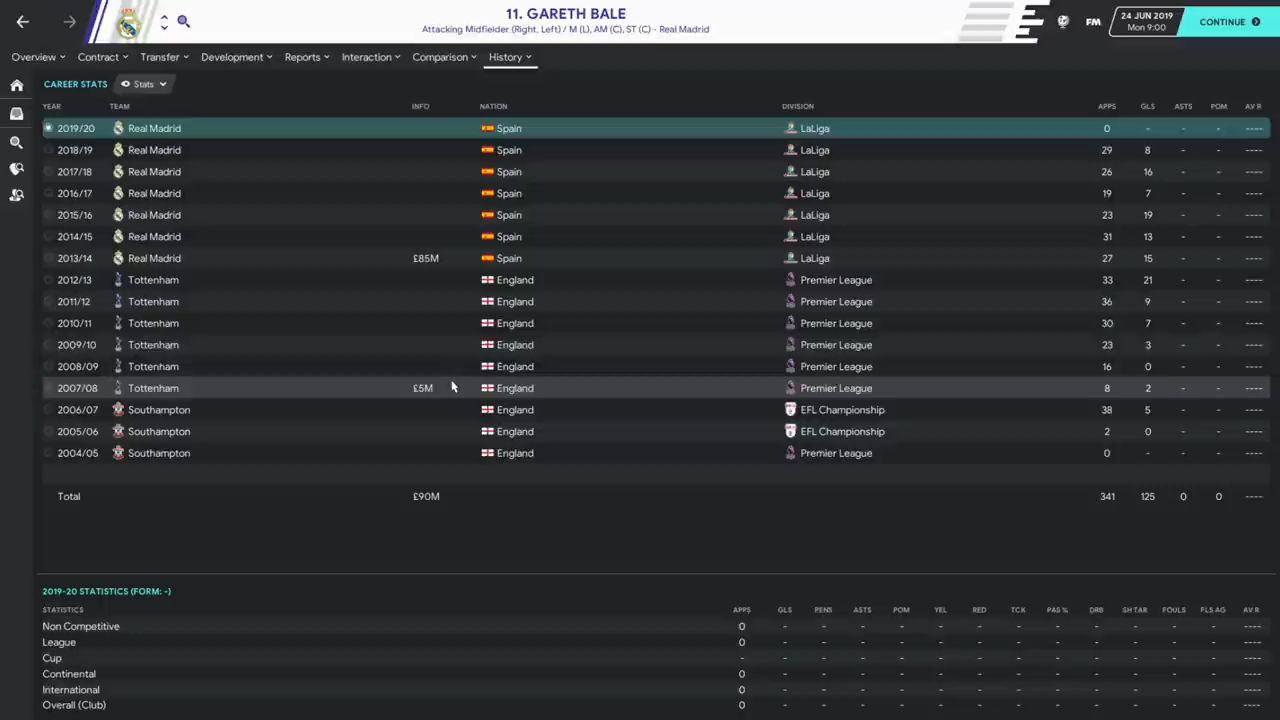 11. GARETH BALE
Attacking Midfielder (Right, Left) / M (L), AM (C), ST (C) - Real Madrid
FM
24 JUN 2019
Mon 9:00
CONTINUE
Overview Contract Transfer Development Reports Interaction Comparison History
CAREER STATS Stats
YEAR TEAM INFO NATION DIVISION APPS GLS ASTS POM AV R
2019/20 Real Madrid Spain LaLiga 0 - - - ----
2018/19 Real Madrid Spain LaLiga 29 8 - - ----
2017/18 Real Madrid Spain LaLiga 26 16 - - ----
2016/17 Real Madrid Spain LaLiga 19 7 - - ----
2015/16 Real Madrid Spain LaLiga 23 19 - - ----
2014/15 Real Madrid Spain LaLiga 31 13 - - ----
2013/14 Real Madrid £85M Spain LaLiga 27 15 - - ----
2012/13 Tottenham England Premier League 33 21 - - ----
2011/12 Tottenham England Premier League 36 9 - - ----
2010/11 Tottenham England Premier League 30 7 - - ----
2009/10 Tottenham England Premier League 23 3 - - ----
2008/09 Tottenham England Premier League 16 0 - - ----
2007/08 Tottenham £5M England Premier League 8 2 - - ----
2006/07 Southampton England EFL Championship 38 5 - - ----
2005/06 Southampton England EFL Championship 2 0 - - ----
2004/05 Southampton England Premier League 0 - - - ----
Total £90M 341 125 0 0 ----
2019-20 STATISTICS (FORM: -)
STATISTICS APPS GLS PENS ASTS POM YEL RED TCK PAS % DRB SH TAR FOULS FLS AG AV R
Non Competitive 0 - - - - - - - - - - - - ----
League 0 - - - - - - - - - - - - ----
Cup - - - - - - - - - - - - - ----
Continental 0 - - - - - - - - - - - - ----
International 0 - - - - - - - - - - - - ----
Overall (Club) 0 - - - - - - - - - - - - ----